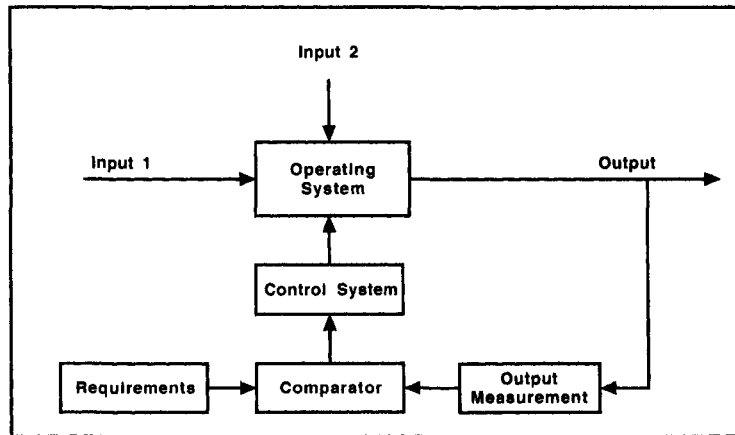 Input 2
Input 1
Operating
System
Output
Control System
Requirements
Comparator
Output
Measurement